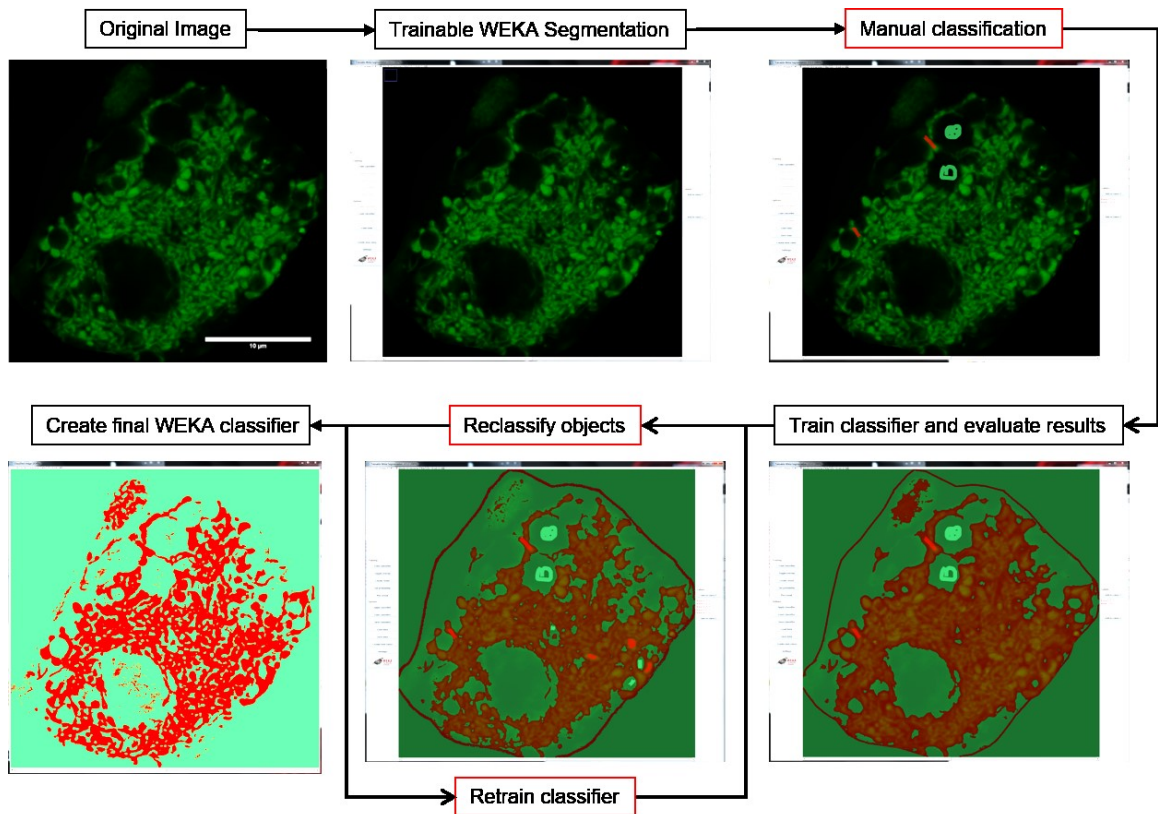 Original Image
Trainable WEKA Segmentation
Manual classification
10 µm
Create final WEKA classifier
Reclassify objects
Train classifier and evaluate results
Retrain classifier